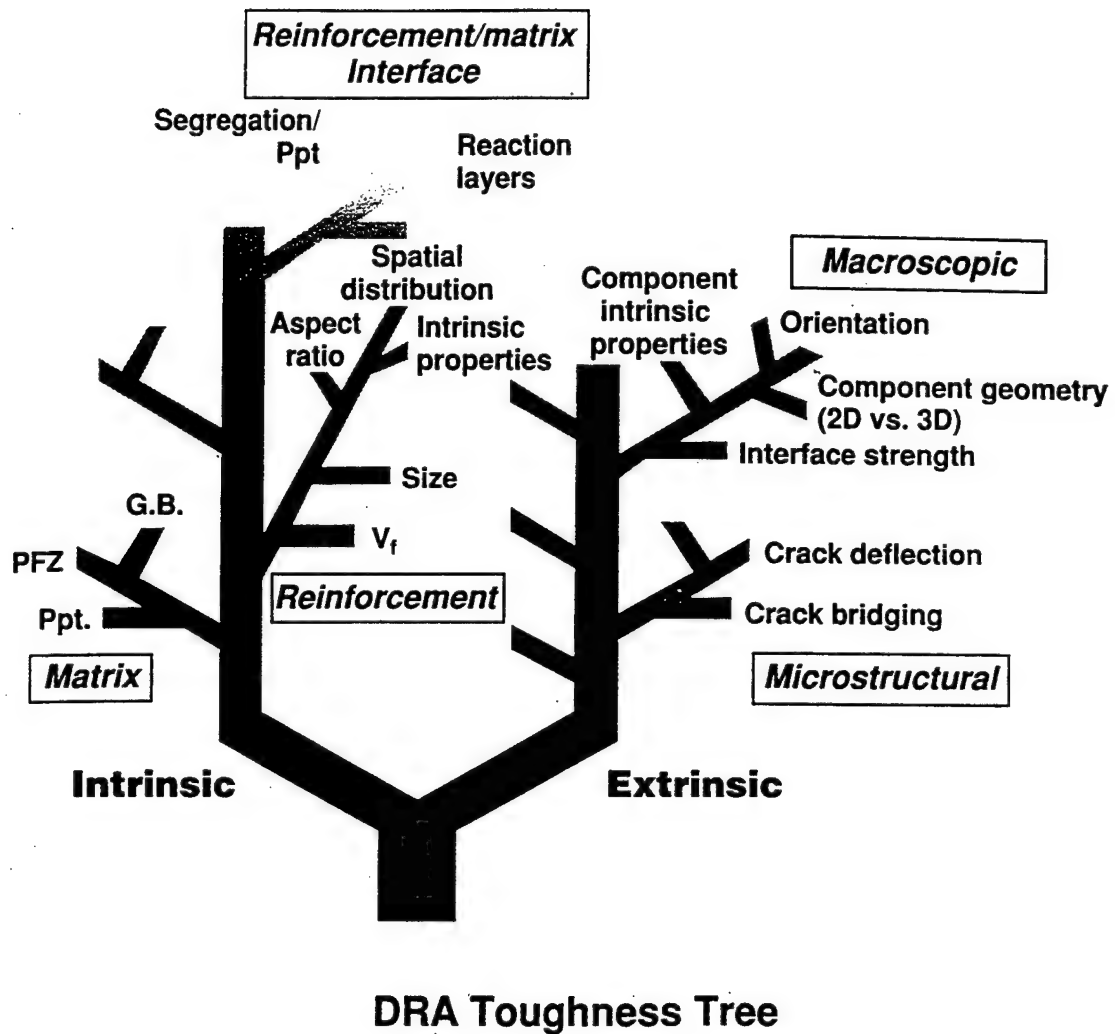 Reinforcement/matrix
Interface
Segregation/
Ppt
Reaction
layers
Spatial
distribution
Aspect
ratio
Intrinsic
properties
Size
Vf
Reinforcement
G.B.
PFZ
Ppt.
Matrix
Intrinsic
Macroscopic
Component
intrinsic
properties
Orientation
Component geometry
(2D vs. 3D)
Interface strength
Crack deflection
Crack bridging
Microstructural
Extrinsic
DRA Toughness Tree